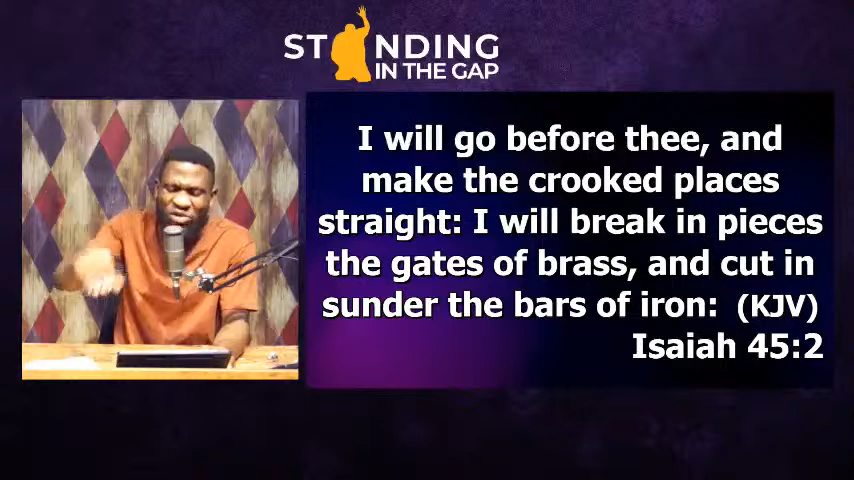 STANDING
IN THE GAP
I will go before thee, and
make the crooked places
straight: I will break in pieces
the gates of brass, and cut in
sunder the bars of iron: (KJV)
Isaiah 45:2